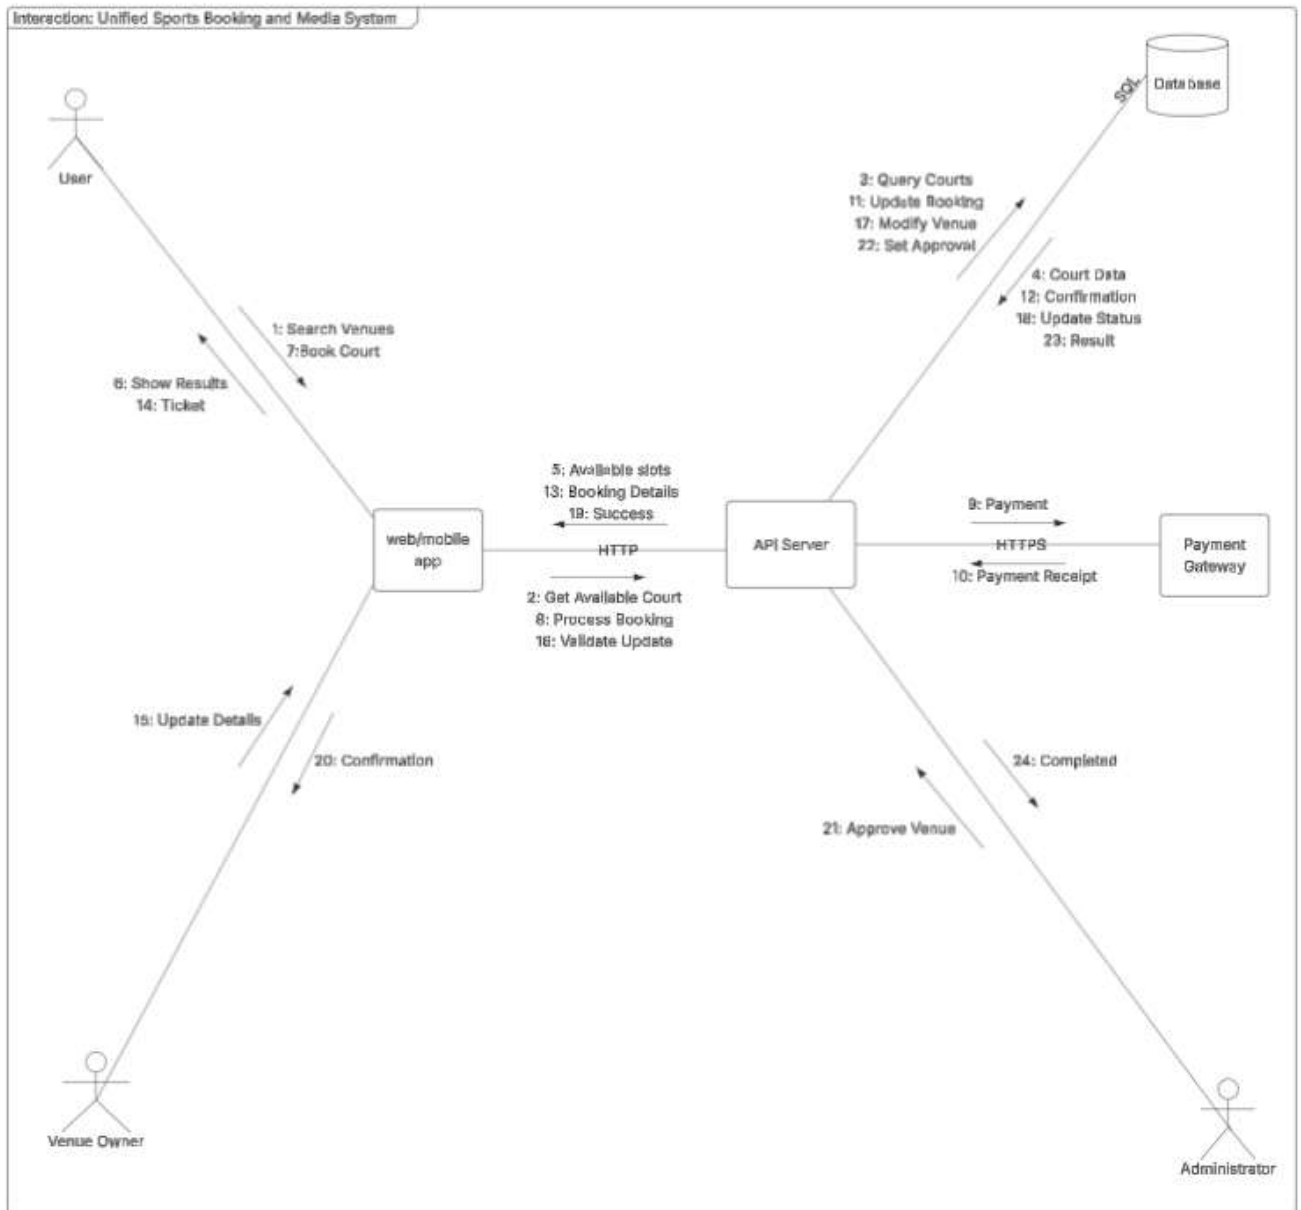 Interaction: Unified Sports Booking and Media System
SQL
Database
User
3: Query Courts
11: Update Booking
17: Modify Venue
22: Set Approval
4: Court Data
12: Confirmation
18: Update Status
23: Result
1: Search Venues
7:Book Court
6: Show Results
14: Ticket
5: Available slots
13: Booking Details
19: Success
HTTP
2: Get Available Court
8: Process Booking
16: Validate Update
web/mobile
app
API Server
9: Payment
HTTPS
10: Payment Receipt
Payment
Gateway
15: Update Details
20: Confirmation
24: Completed
21: Approve Venue
Venue Owner
Administrator